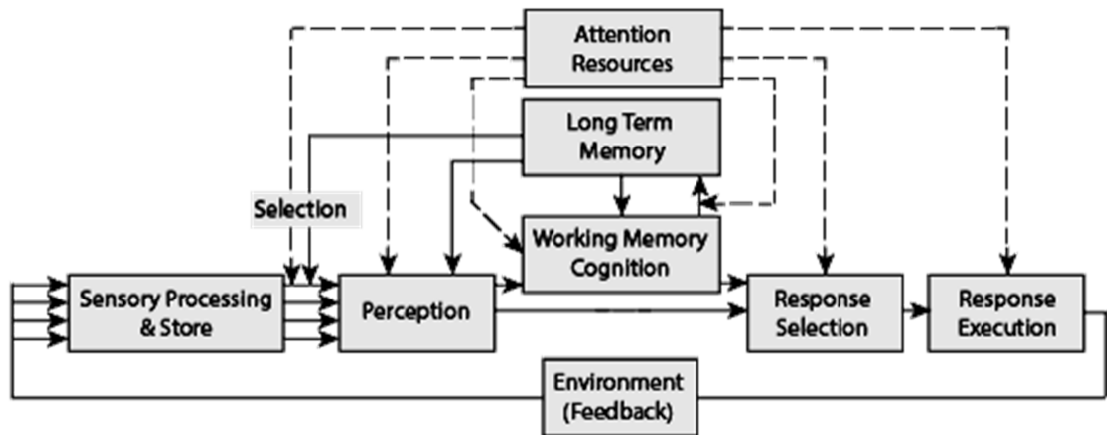 Attention
Resources
Long Term
Memory
Selection
Working Memory
Cognition
Sensory Processing
& Store
Perception
Response
Selection
Response
Execution
Environment
(Feedback)